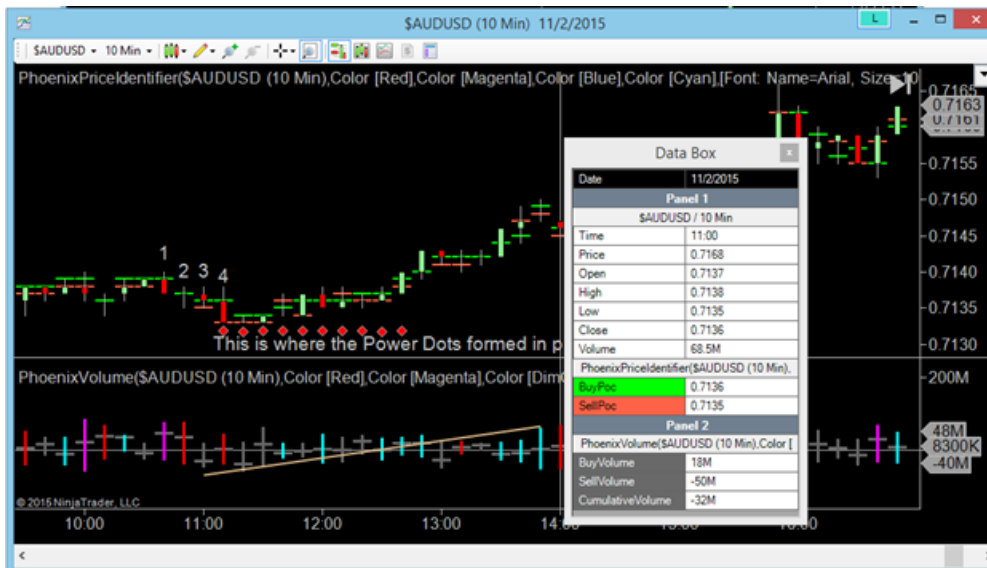 $AUDUSD (10 Min) 11/2/2015
L
$AUDUSD 10 Min
PhoenixPriceIdentifier($AUDUSD (10 Min),Color [Red],Color [Magenta],Color [Blue],Color [Cyan],[Font: Name=Arial, Size=10
0.7165
0.7163
0.7161
0.7155
0.7150
0.7145
0.7140
0.7135
0.7130
1
2 3 4
This is where the Power Dots formed in p
Data Box
x
Date 11/2/2015
Panel 1
$AUDUSD / 10 Min
Time 11:00
Price 0.7168
Open 0.7137
High 0.7138
Low 0.7135
Close 0.7136
Volume 68.5M
PhoenixPriceIdentifier($AUDUSD (10 Min),
BuyPoc 0.7136
SellPoc 0.7135
Panel 2
PhoenixVolume($AUDUSD (10 Min),Color [
BuyVolume 18M
SellVolume -50M
CumulativeVolume -32M
PhoenixVolume($AUDUSD (10 Min),Color [Red],Color [Magenta],Color [Dim
200M
48M
8300K
-40M
© 2015 NinjaTrader, LLC
10:00 11:00 12:00 13:00 14: